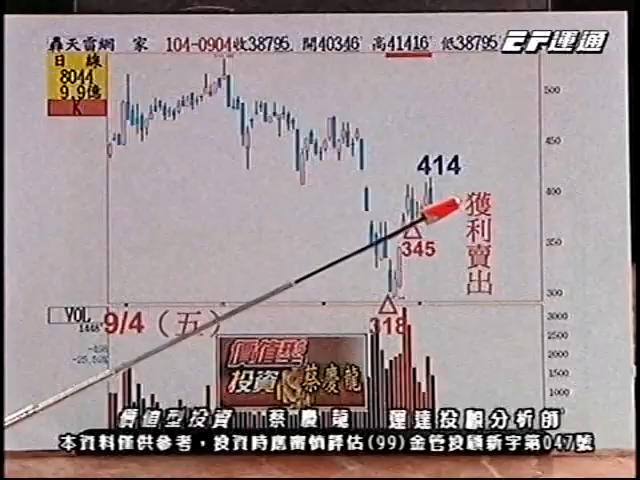 轟天雷網 家 104-0904收38795 開40346 高41416 低38795
EF運通
日線
8044
9.9億
K
500
450
414
400
獲利賣出
350
345
300
318
VOL
1448
9/4(五)
-498
-25.59%
3000
2500
2000
1500
1000
價值型
投資
蔡慶龍
價值型投資 蔡慶龍 運達投顧分析師
本資料僅供參考,投資時應審慎評估(99)金管投顧新字第047號